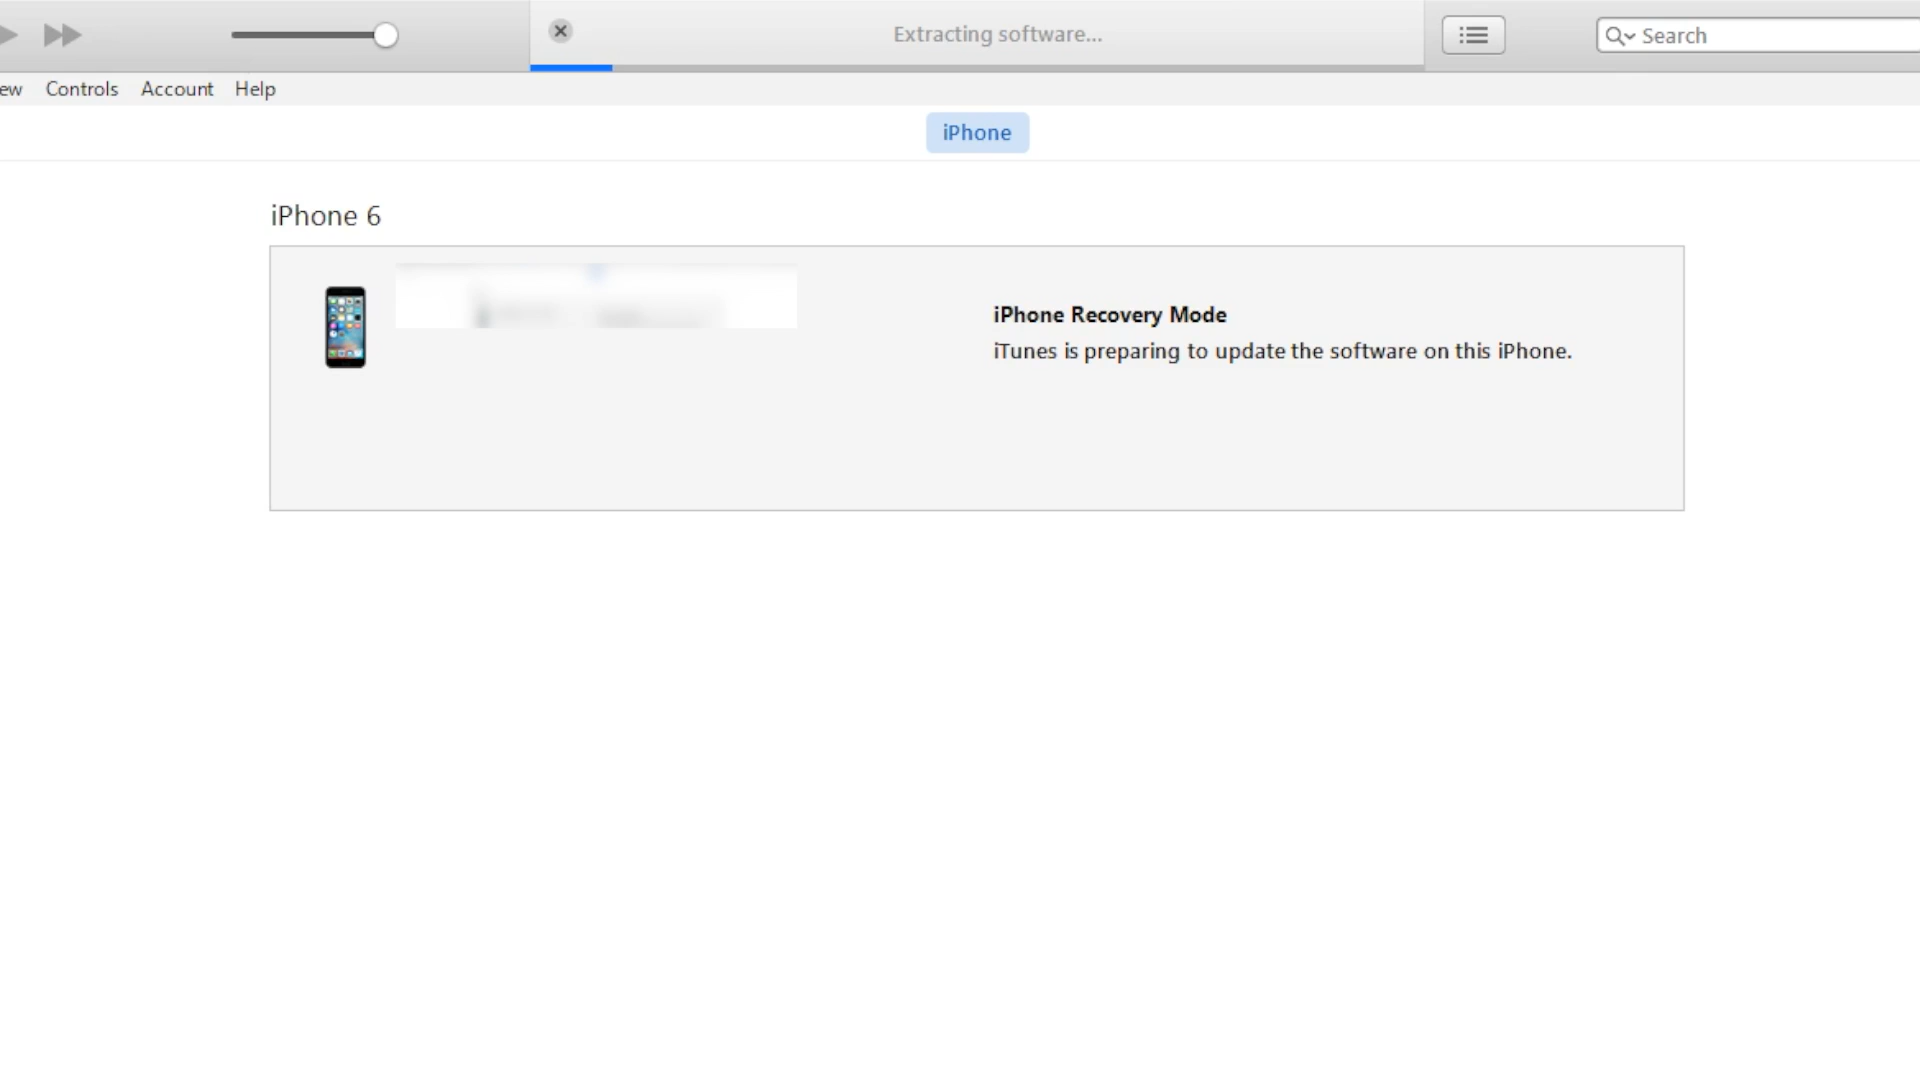 Extracting software...
Search
ew Controls Account Help
iPhone
iPhone 6
iPhone Recovery Mode
iTunes is preparing to update the software on this iPhone.